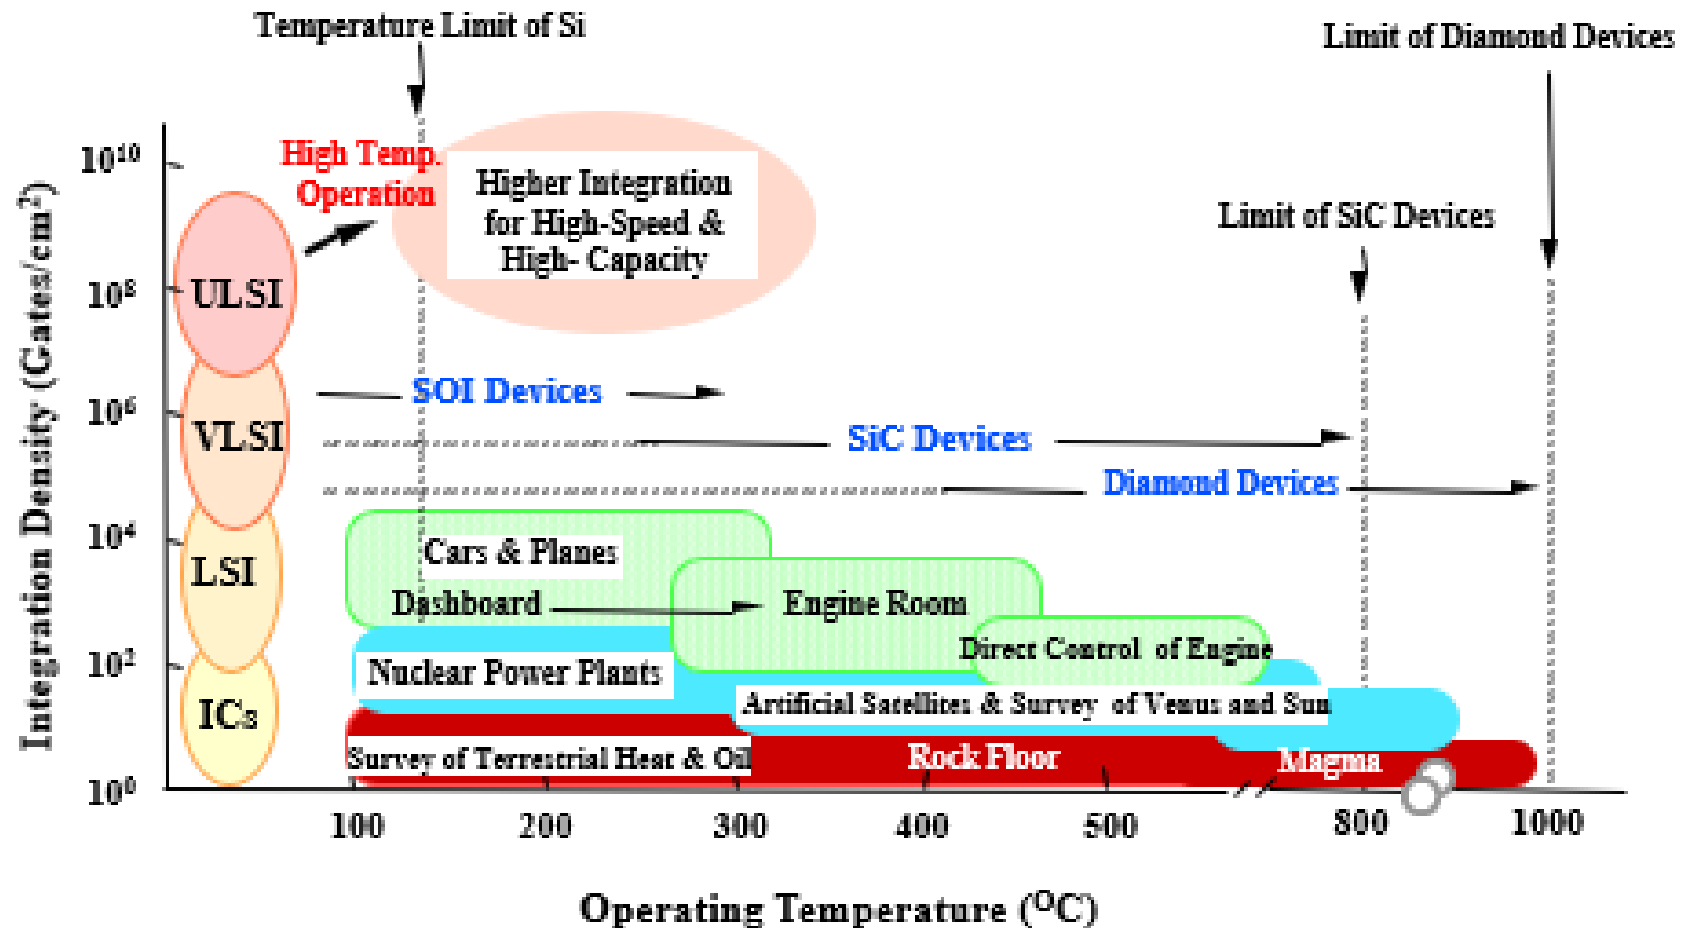 Temperature Limit of Si
Limit of Diamond Devices
High Temp.
Operation
Higher Integration
for High-Speed &
High- Capacity
Limit of SiC Devices
Integration Density (Gates/cm²)
10¹⁰
10⁸
10⁶
10⁴
10²
10⁰
ULSI
VLSI
LSI
ICs
SOI Devices
SiC Devices
Diamond Devices
Cars & Planes
Dashboard
Engine Room
Direct Control of Engine
Nuclear Power Plants
Artificial Satellites & Survey of Venus and Sun
Survey of Terrestrial Heat & Oil
Rock Floor
Magma
100
200
300
400
500
800
1000
Operating Temperature (ᴼC)